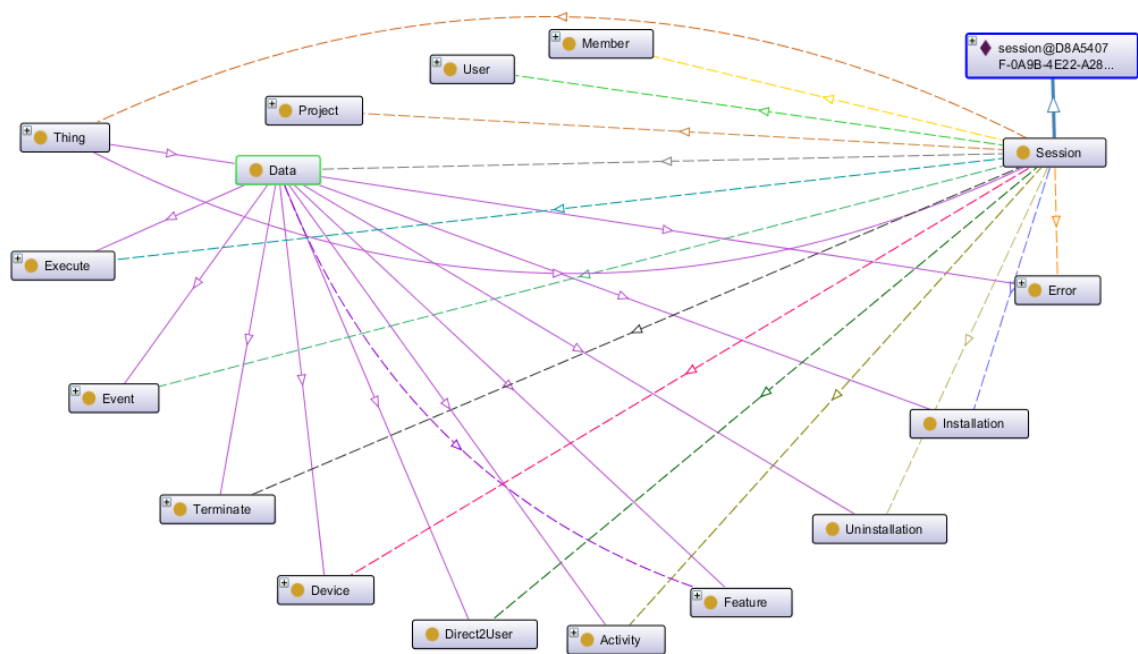 Member
session@D8A5407
F-0A9B-4E22-A28...
User
Project
Thing
Session
Data
Execute
Error
Event
Installation
Terminate
Uninstallation
Device
Feature
Direct2User
Activity